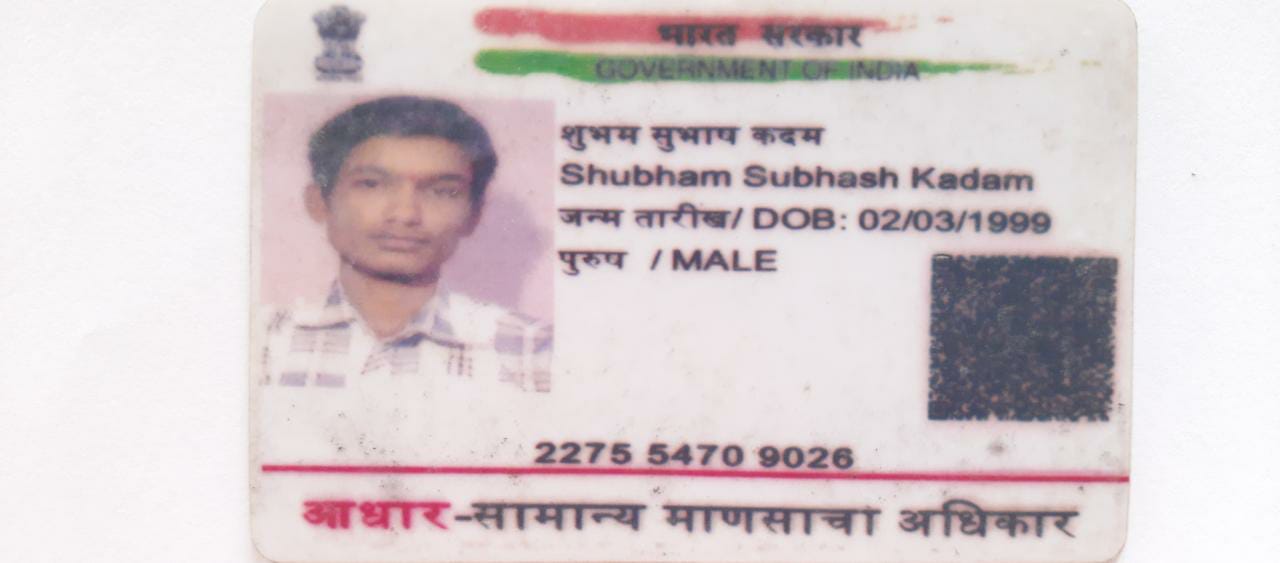 भारत सरकार
GOVERNMENT OF INDIA
शुभम सुभाष कदम
Shubham Subhash Kadam
जन्म तारीख/ DOB: 02/03/1999
पुरुष / MALE
2275 5470 9026
आधार-सामान्य माणसाचा अधिकार